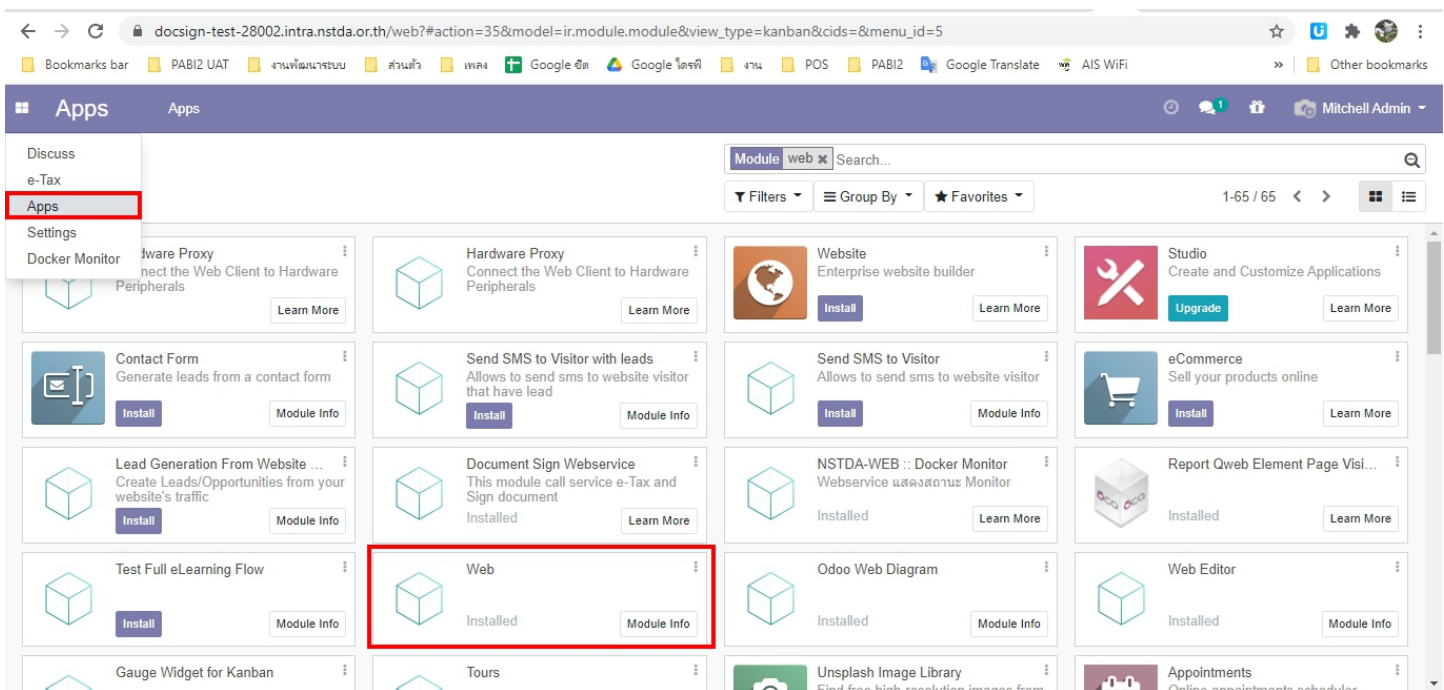 docsign-test-28002.intra.nstda.or.th/web?#action=35&model=ir.module.module&view_type=kanban&cids=&menu_id=5
Bookmarks bar PABI2 UAT งานพัฒนาระบบ ส่วนตัว เพลง Google ชีต Google ไดรฟ์ งาน POS PABI2 Google Translate AIS WiFi » Other bookmarks
Apps Apps 1 Mitchell Admin
Discuss
e-Tax
Apps
Settings
Docker Monitor
Module web Search...
Filters Group By Favorites 1-65 / 65
dware Proxy
nect the Web Client to Hardware
Peripherals
Learn More
Hardware Proxy
Connect the Web Client to Hardware
Peripherals
Learn More
Website
Enterprise website builder
Install Learn More
Studio
Create and Customize Applications
Upgrade Learn More
Contact Form
Generate leads from a contact form
Install Module Info
Send SMS to Visitor with leads
Allows to send sms to website visitor
that have lead
Install Module Info
Send SMS to Visitor
Allows to send sms to website visitor
Install Module Info
eCommerce
Sell your products online
Install Learn More
Lead Generation From Website ...
Create Leads/Opportunities from your
website's traffic
Install Module Info
Document Sign Webservice
This module call service e-Tax and
Sign document
Installed Learn More
NSTDA-WEB :: Docker Monitor
Webservice แสดงสถานะ Monitor
Installed Learn More
Report Qweb Element Page Visi...
oca oca
Installed Learn More
Test Full eLearning Flow
Install Module Info
Web
Installed Module Info
Odoo Web Diagram
Installed Module Info
Web Editor
Installed Module Info
Gauge Widget for Kanban
Tours
Unsplash Image Library
Find free high resolution images from
Appointments
Online appointments scheduler